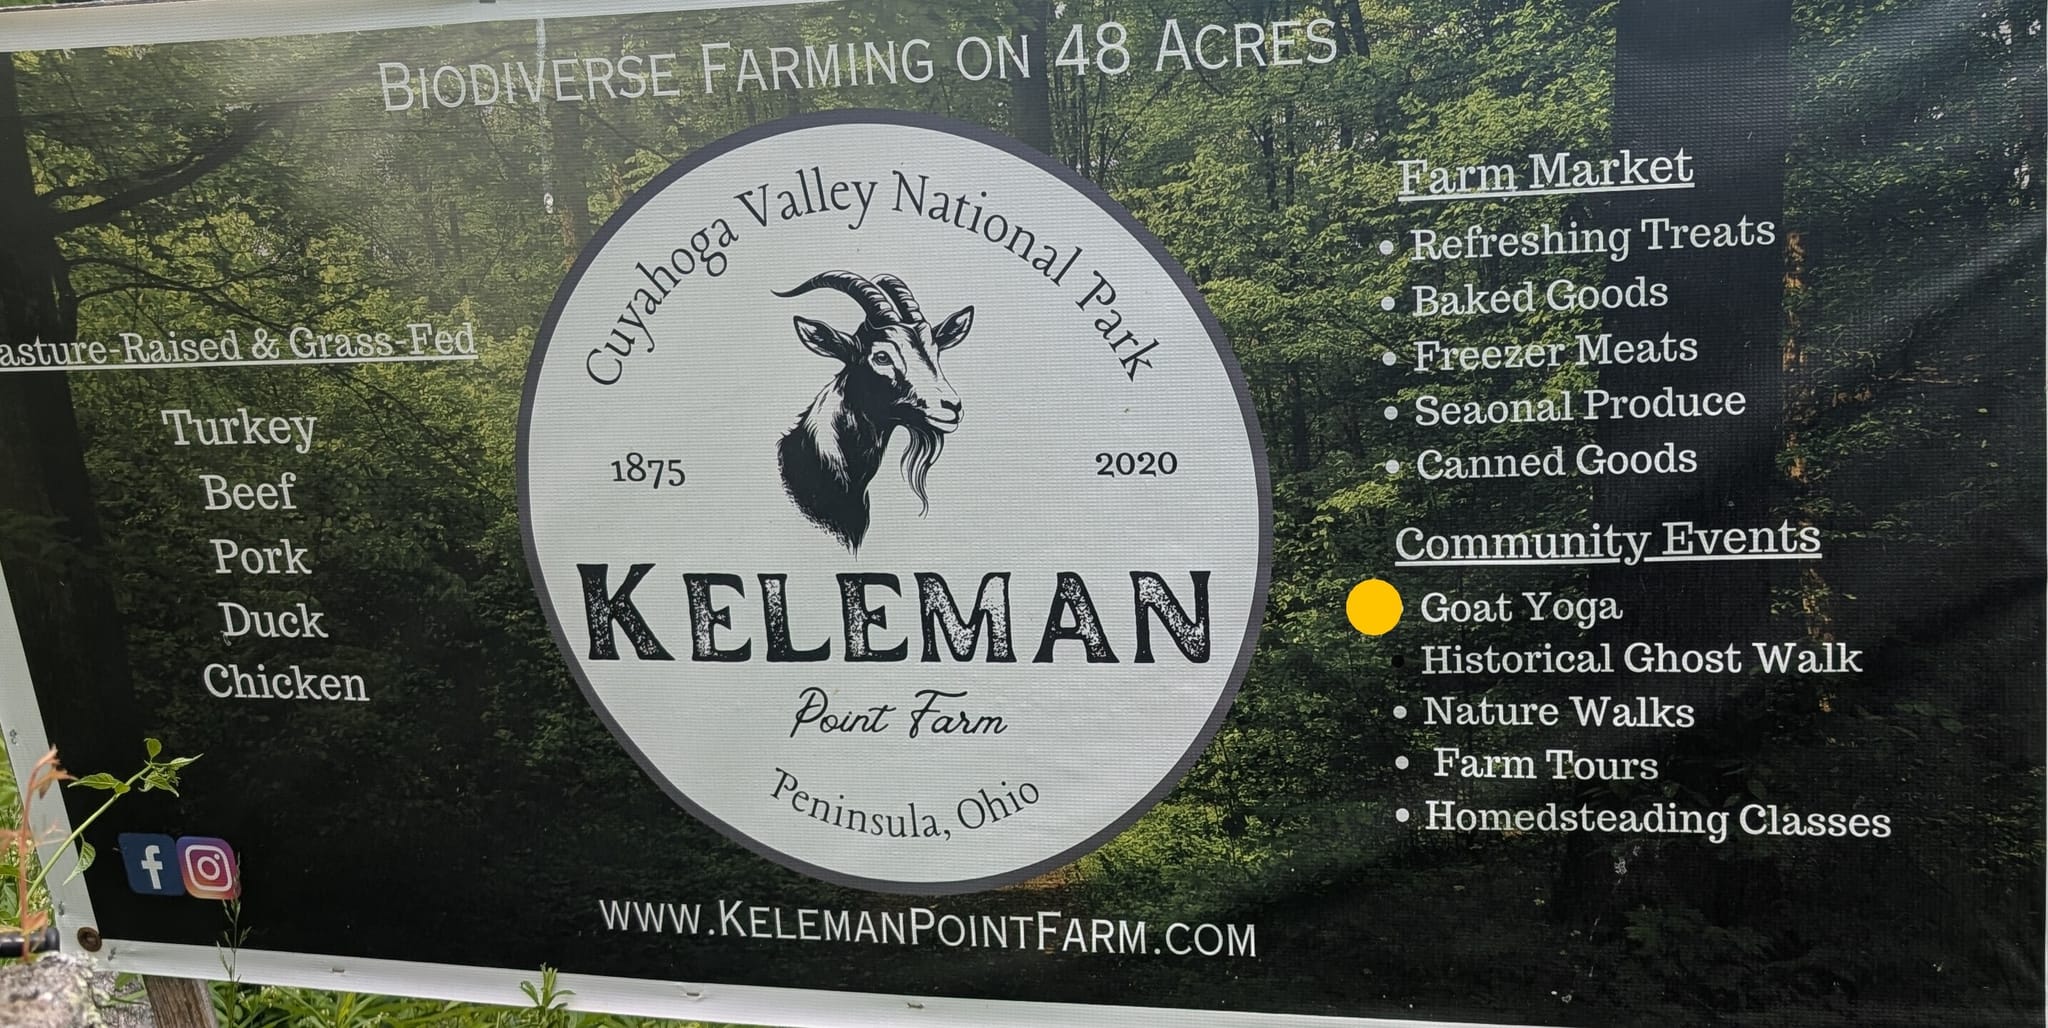 BIODIVERSE FARMING ON 48 ACRES
asture-Raised & Grass-Fed
Turkey
Beef
Pork
Duck
Chicken
Cuyahoga Valley National Park
1875
2020
KELEMAN
Point Farm
Peninsula, Ohio
www.KELEMANPOINTFARM.COM
Farm Market
• Refreshing Treats
• Baked Goods
• Freezer Meats
• Seaonal Produce
• Canned Goods
Community Events
Goat Yoga
• Historical Ghost Walk
• Nature Walks
• Farm Tours
• Homedsteading Classes